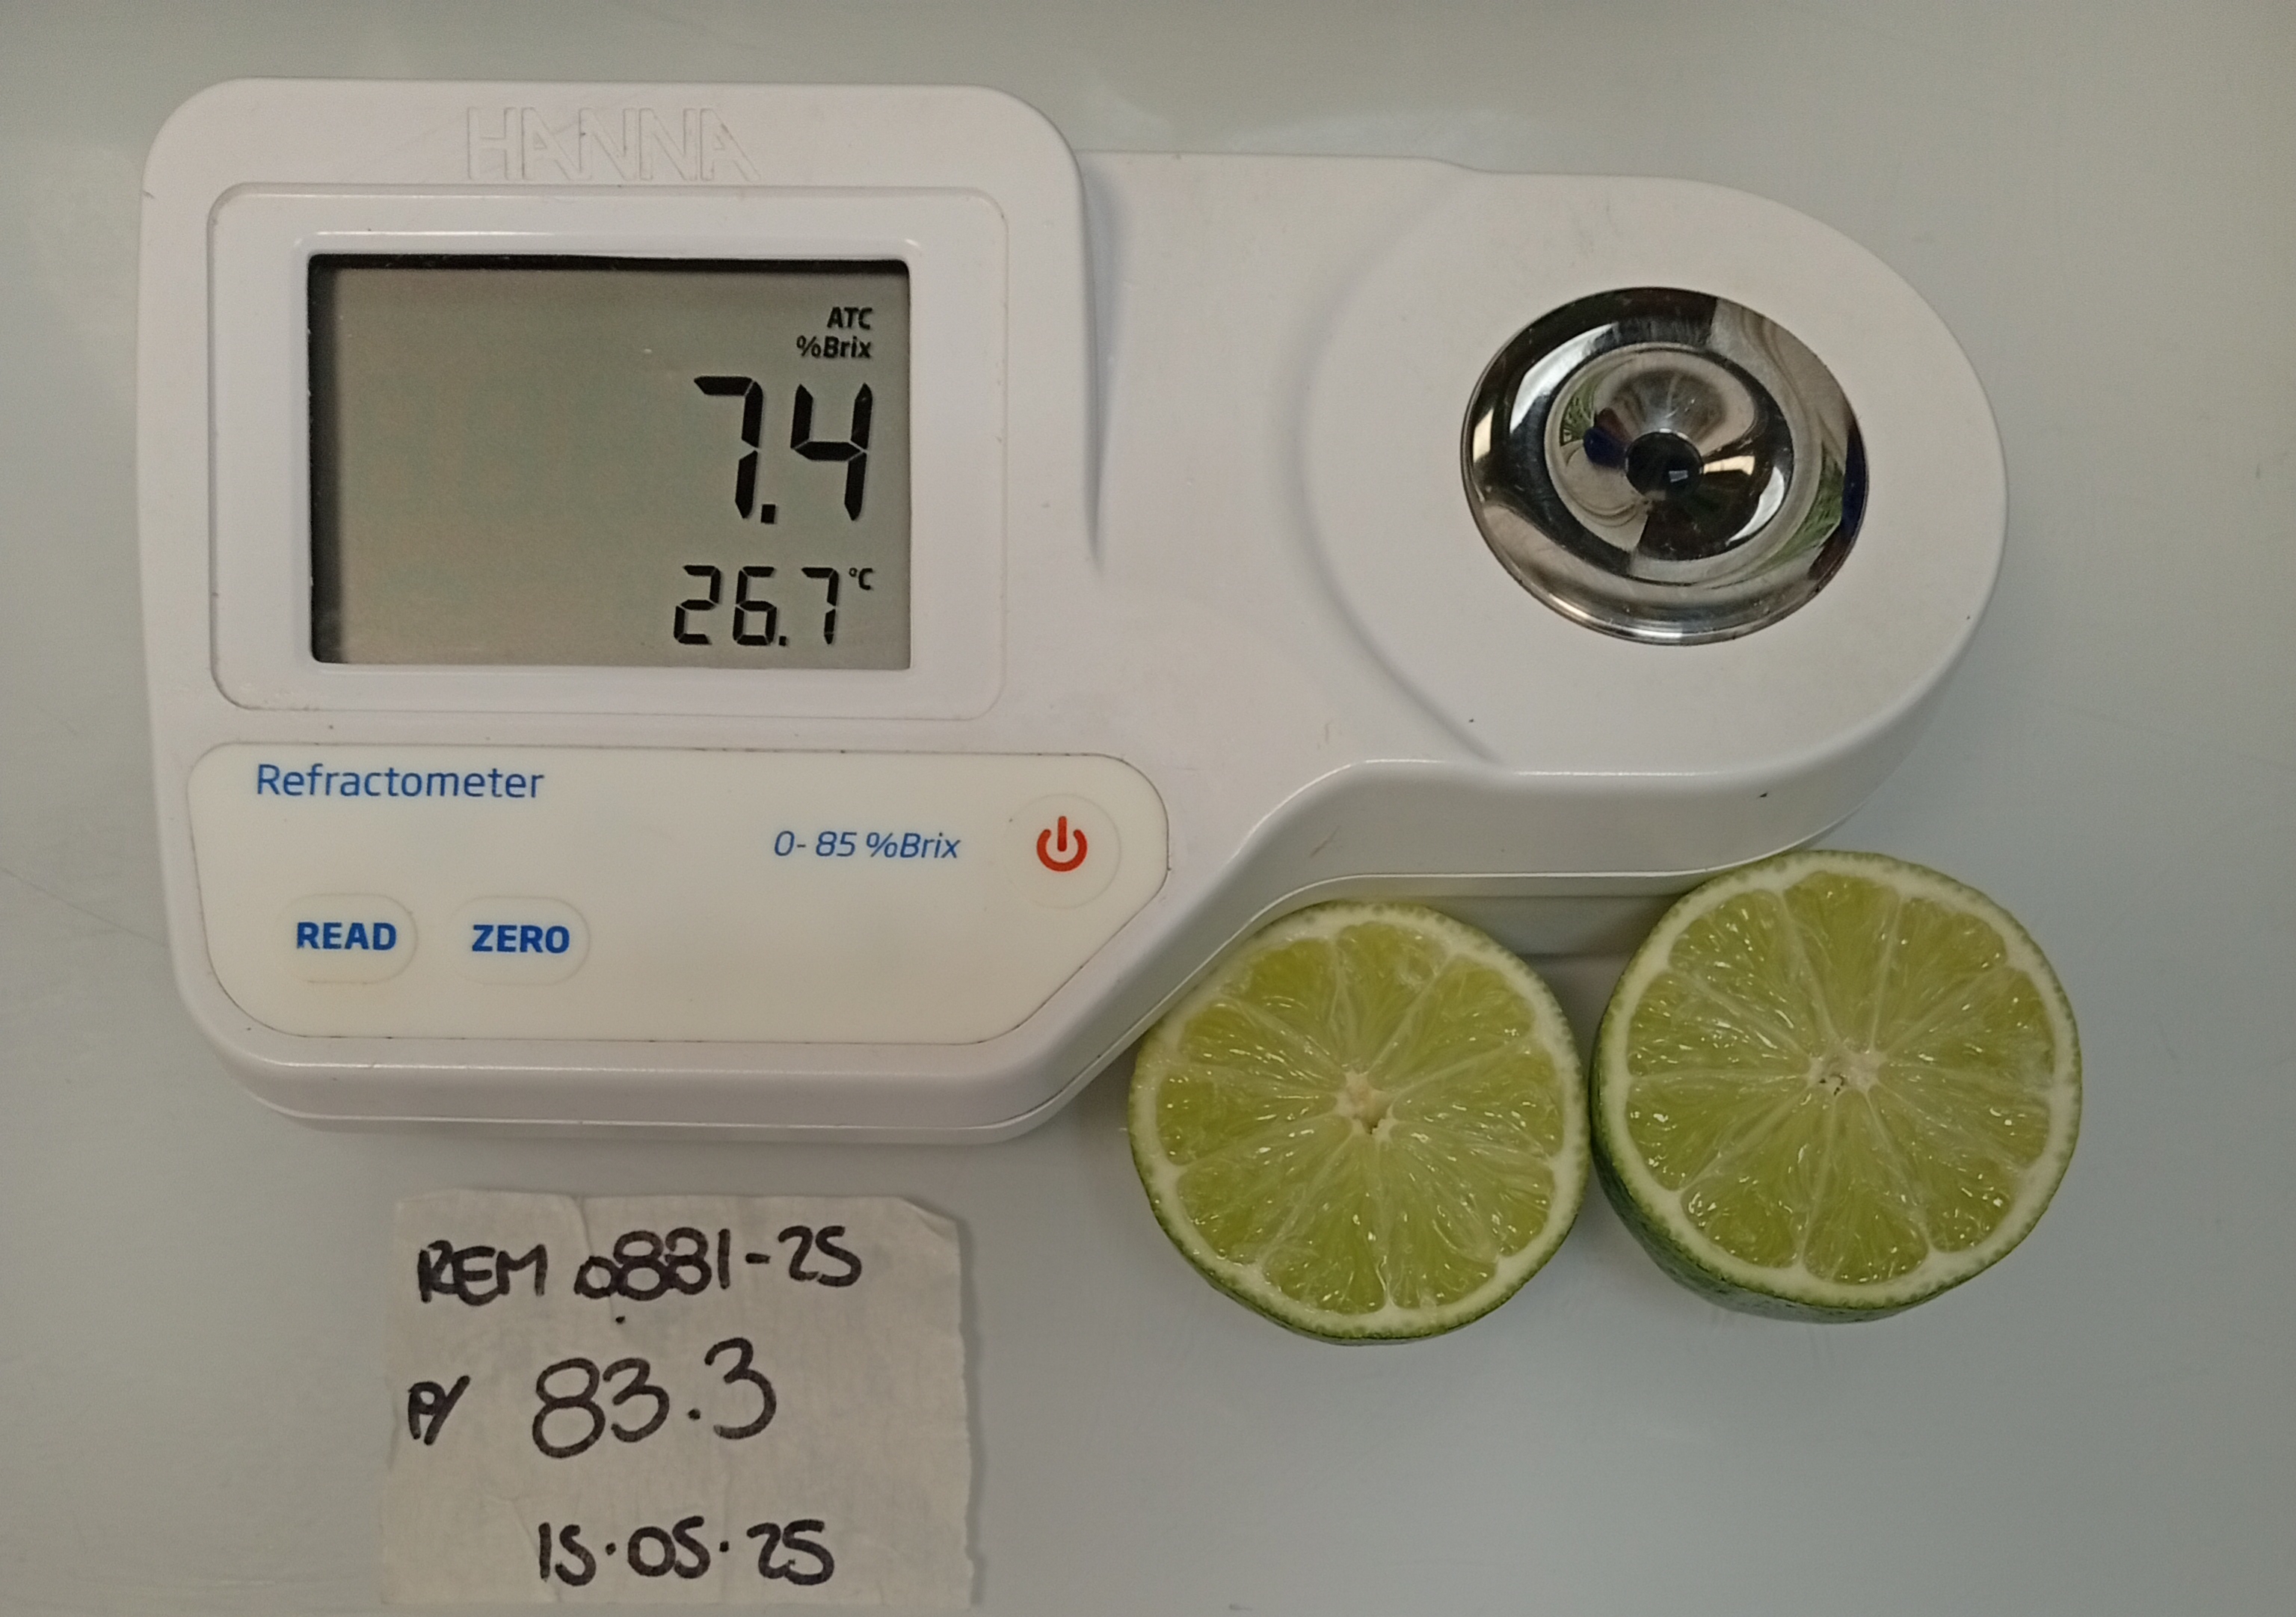 HANNA
ATC
%Brix
7.4
26.7 °C
Refractometer
0-85 %Brix
READ ZERO
REM 0881-25
P/ 83.3
15.05.25